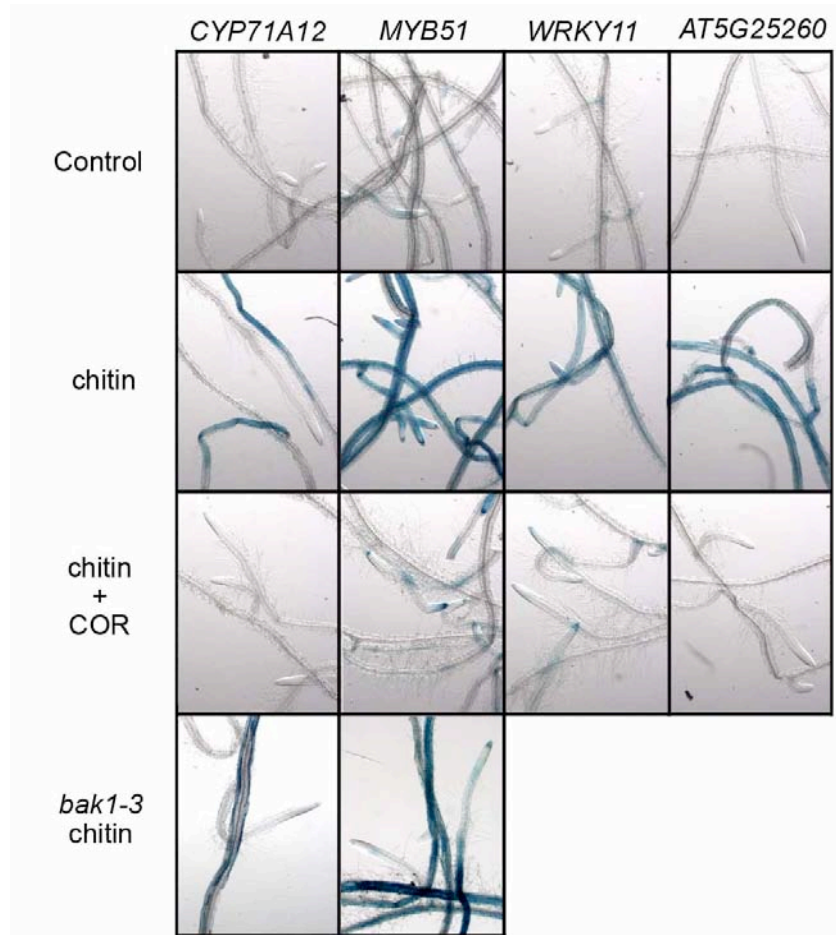 CYP71A12 MYB51 WRKY11 AT5G25260
Control
chitin
chitin
+
COR
bak1-3
chitin